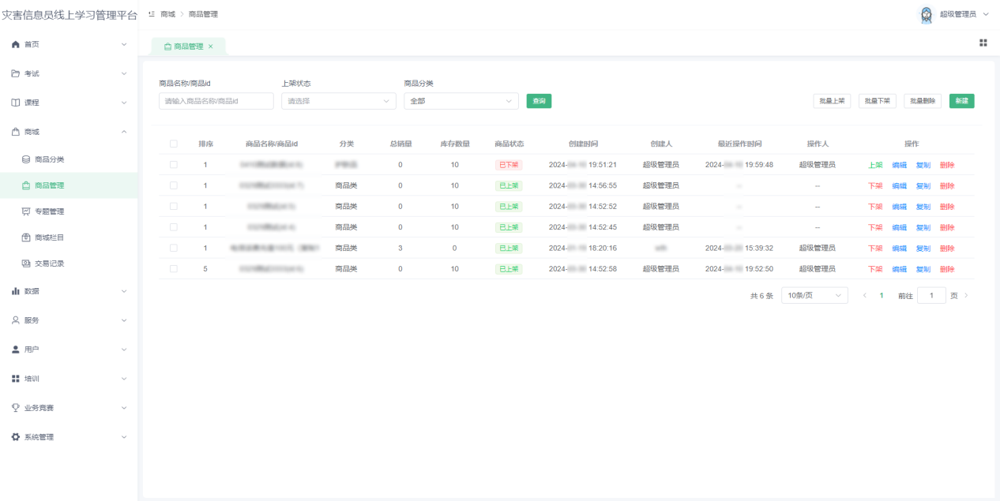 灾害信息员线上学习管理平台
商城 > 商品管理
超级管理员
首页
考试
课程
商城
商品分类
商品管理
专题管理
商城栏目
交易记录
数据
服务
用户
培训
业务竞赛
系统管理
商品管理 ×
商品名称/商品id 上架状态 商品分类
请输入商品名称/商品id 请选择 全部 查询 批量上架 批量下架 批量删除 新建
排序 商品名称/商品id 分类 总销量 库存数量 商品状态 创建时间 创建人 最近操作时间 操作人 操作
1 0 10 已下架 2024- 19:51:21 超级管理员 2024- 19:59:48 超级管理员 上架 编辑 复制 删除
1 商品类 0 10 已上架 2024- 14:56:55 超级管理员 -- -- 下架 编辑 复制 删除
1 商品类 0 10 已上架 2024- 14:52:52 超级管理员 -- -- 下架 编辑 复制 删除
1 商品类 0 10 已上架 2024- 14:52:45 超级管理员 -- -- 下架 编辑 复制 删除
1 商品类 3 0 已上架 2024- 18:20:16 2024- 15:39:32 超级管理员 下架 编辑 复制 删除
5 商品类 0 10 已上架 2024- 14:52:58 超级管理员 2024- 19:52:50 超级管理员 下架 编辑 复制 删除
共 6 条 10条/页 < 1 前往 1 页 >